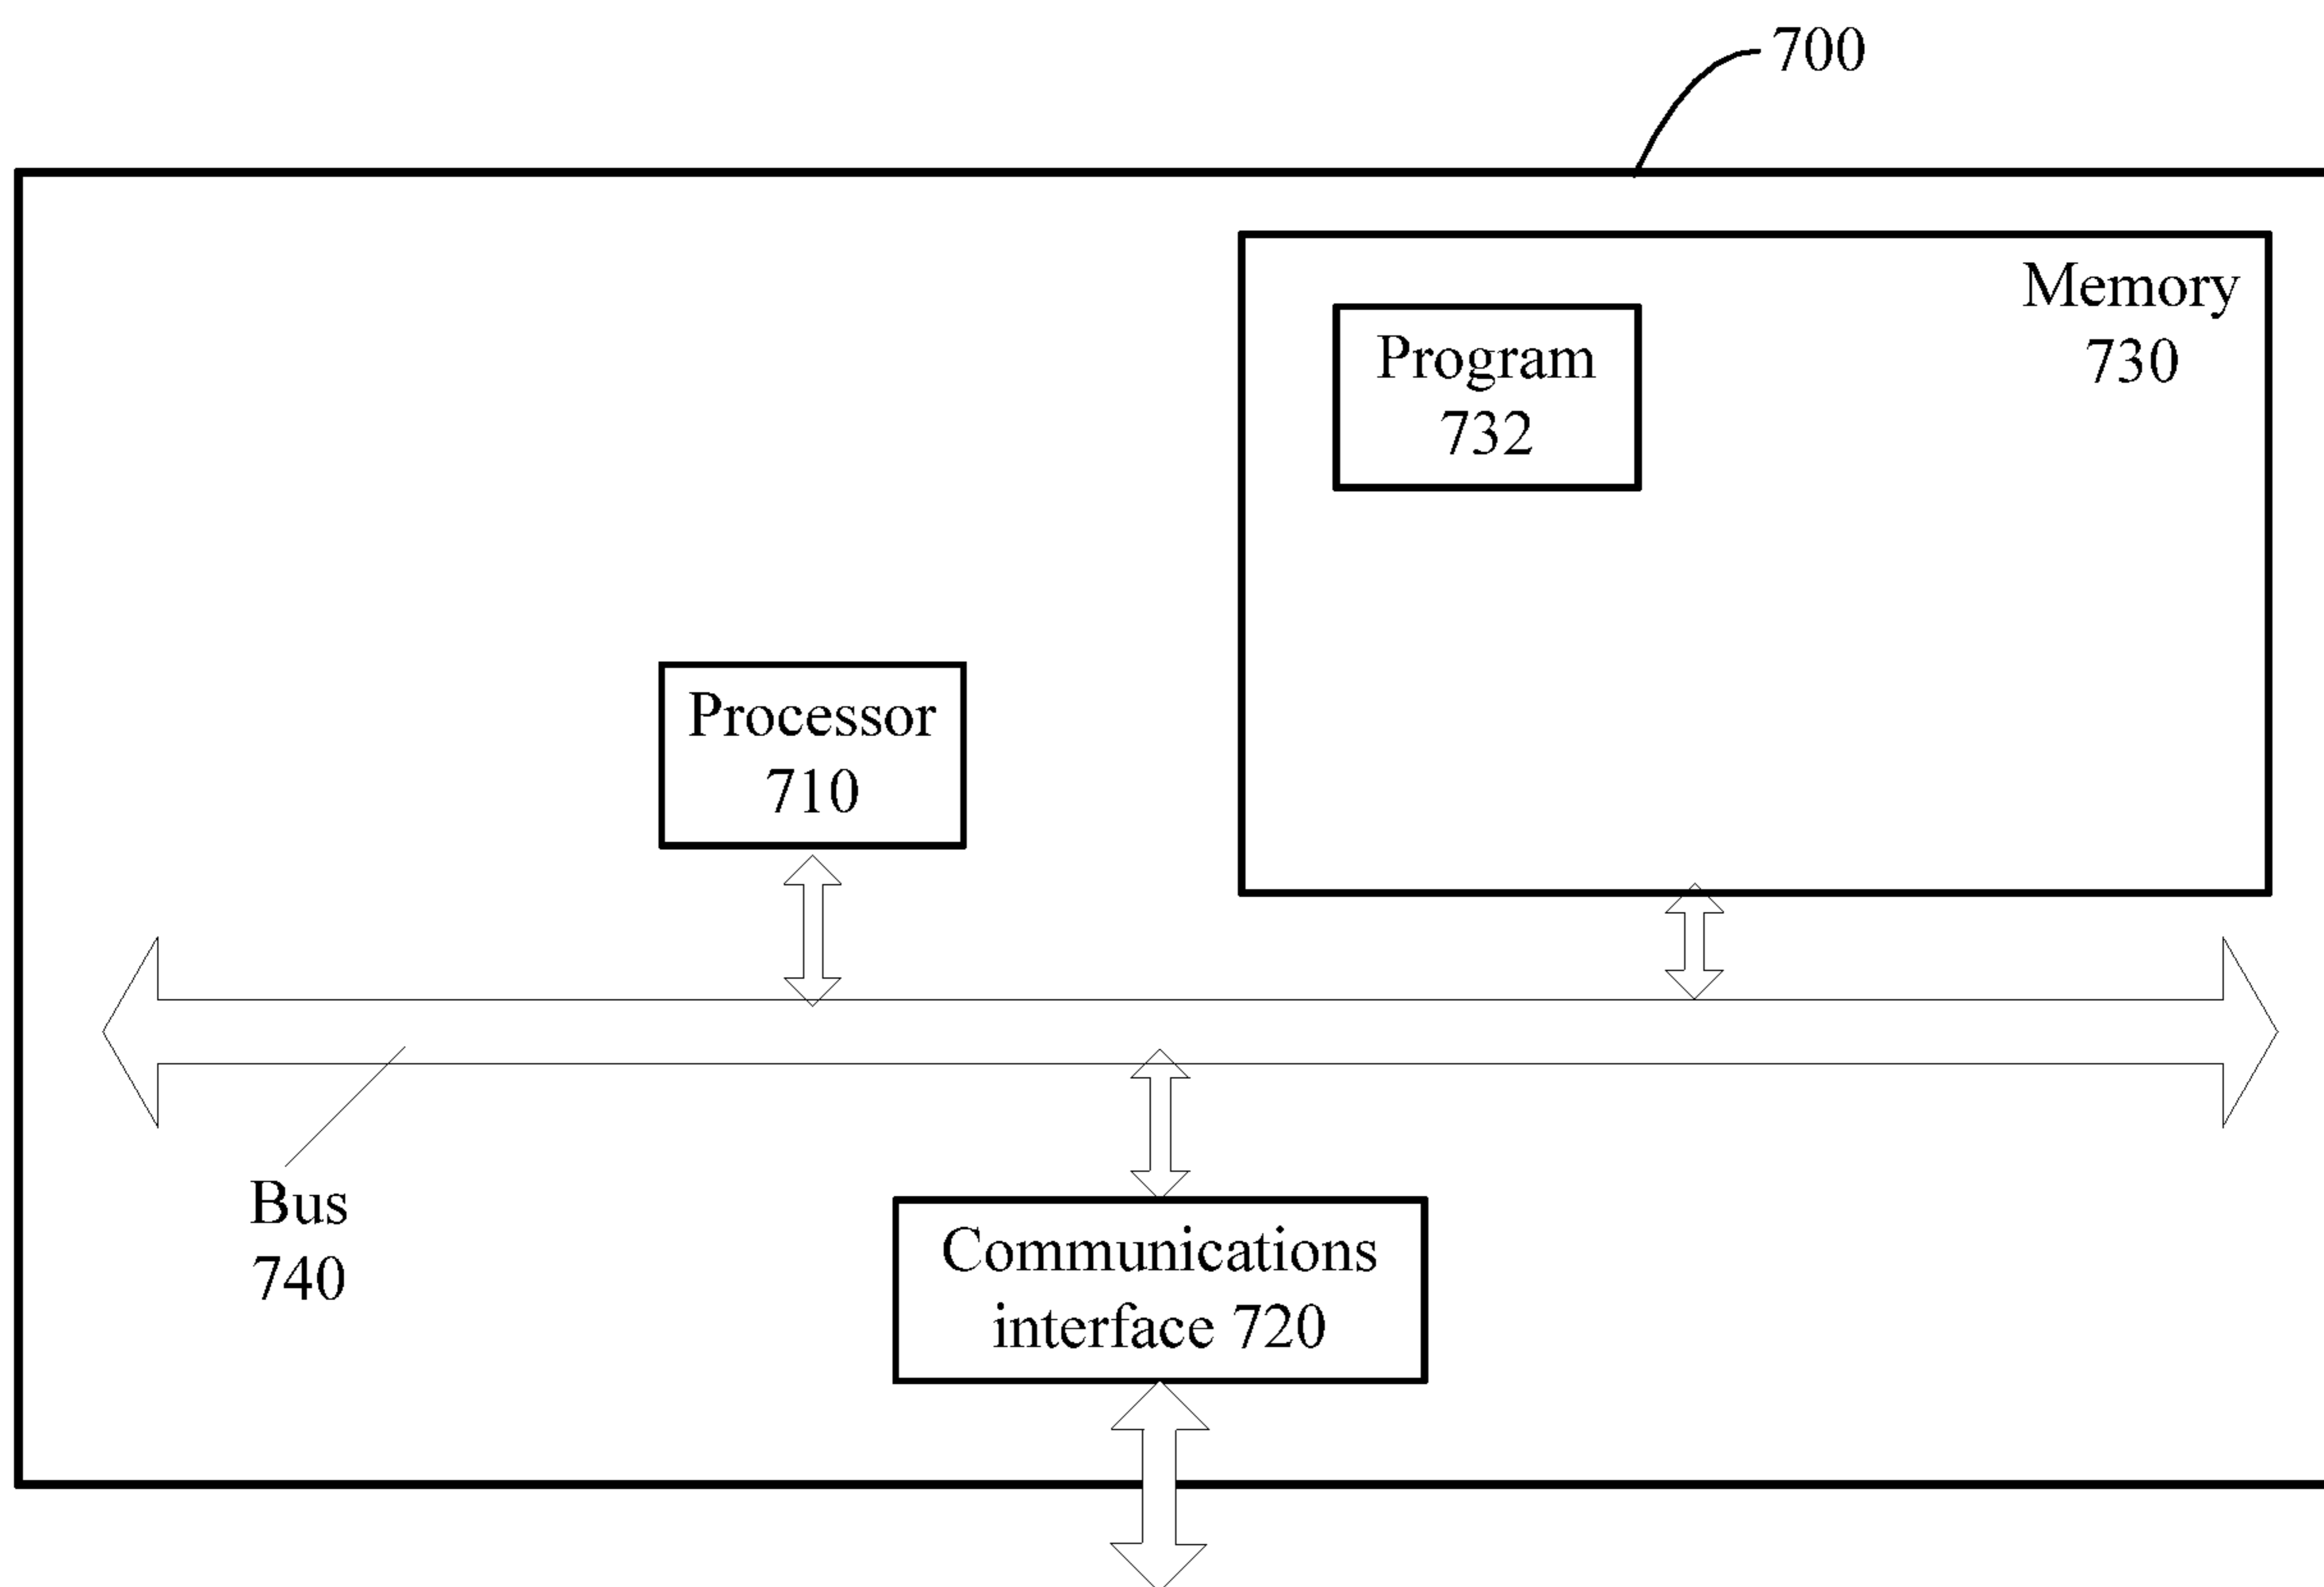 700
Memory
730
Program
732
Processor
710
Bus
740
Communications
interface 720